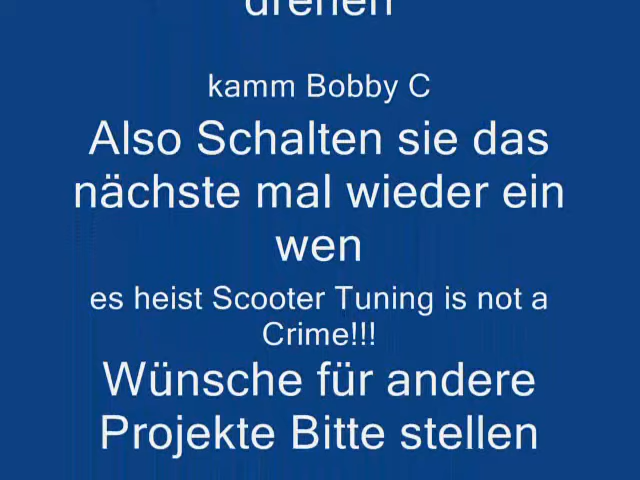 drehen
kamm Bobby C
Also Schalten sie das
nächste mal wieder ein
wen
es heist Scooter Tuning is not a
Crime!!!
Wünsche für andere
Projekte Bitte stellen